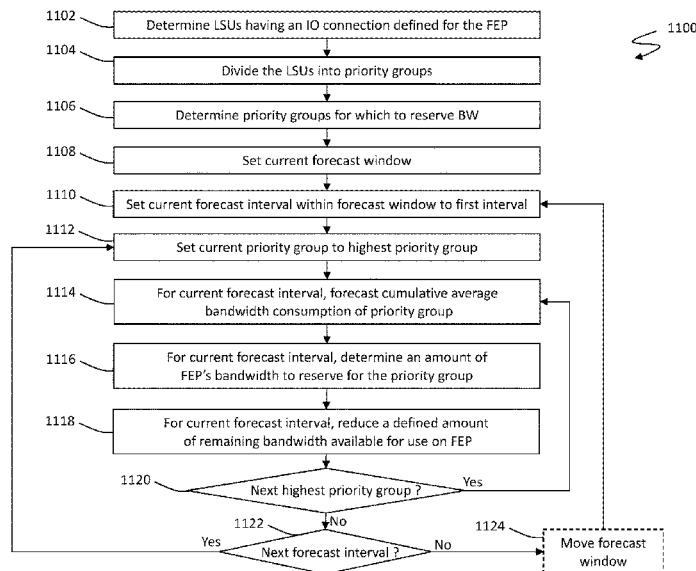 1102
Determine LSUs having an IO connection defined for the FEP
1100
1104
Divide the LSUs into priority groups
1106
Determine priority groups for which to reserve BW
1108
Set current forecast window
1110
Set current forecast interval within forecast window to first interval
1112
Set current priority group to highest priority group
1114
For current forecast interval, forecast cumulative average
bandwidth consumption of priority group
1116
For current forecast interval, determine an amount of
FEP's bandwidth to reserve for the priority group
1118
For current forecast interval, reduce a defined amount
of remaining bandwidth available for use on FEP
1120
Next highest priority group ?
Yes
No
1122
Yes
Next forecast interval ?
No
1124
Move forecast
window